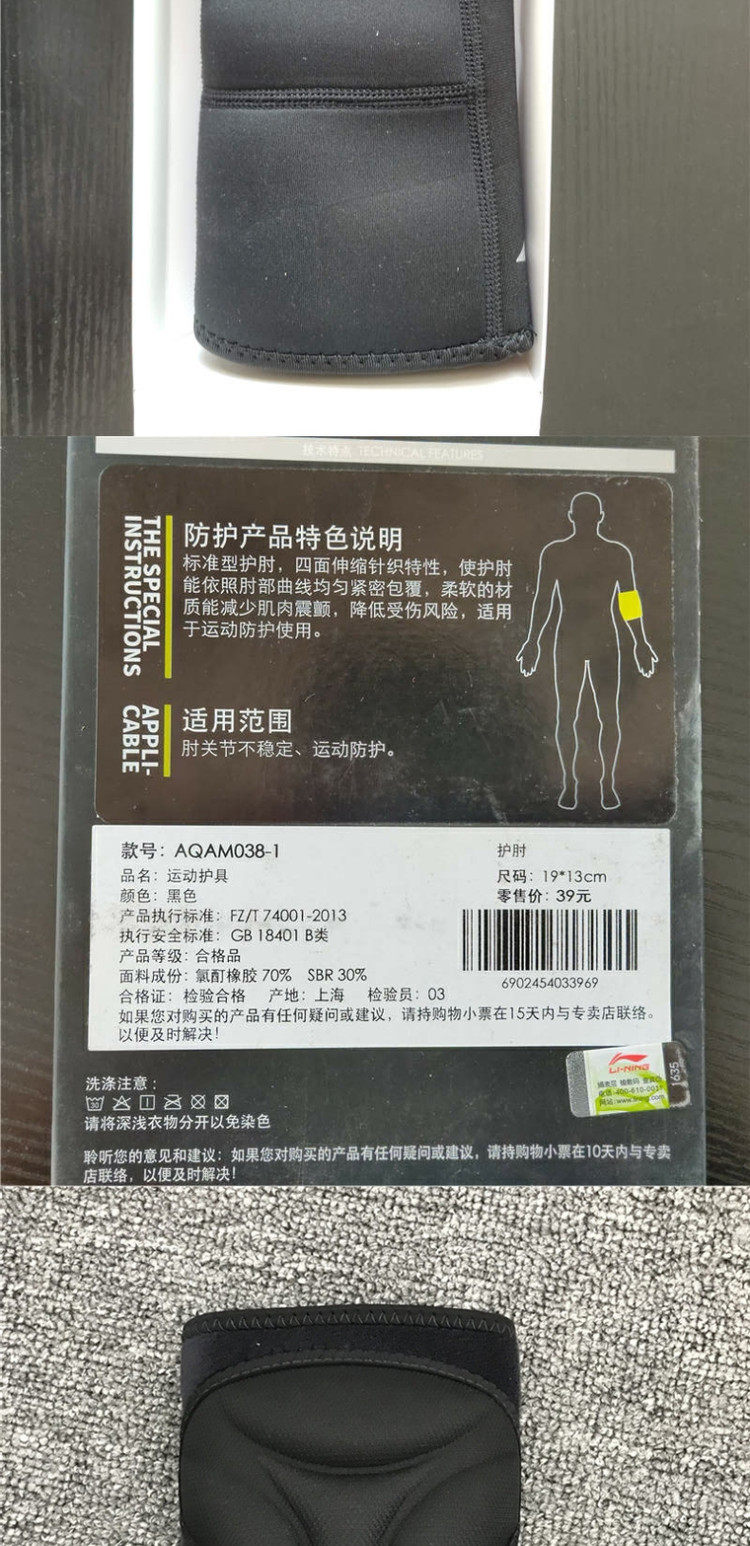 技术特点 TECHNICAL FEATURES
THE SPECIAL
INSTRUCTIONS
防护产品特色说明
标准型护肘，四面伸缩针织特性，使护肘
能依照肘部曲线均匀紧密包覆，柔软的材
质能减少肌肉震颤，降低受伤风险，适用
于运动防护使用。
APPLI-
CABLE
适用范围
肘关节不稳定、运动防护。
款号：AQAM038-1
护肘
品名：运动护具
尺码：19*13cm
颜色：黑色
零售价：39元
产品执行标准：FZ/T 74001-2013
执行安全标准：GB 18401 B类
产品等级：合格品
面料成份：氯酊橡胶 70% SBR 30%
6902454033969
合格证：检验合格 产地：上海 检验员：03
如果您对购买的产品有任何疑问或建议，请持购物小票在15天内与专卖店联络。
以便及时解决！
LI-NING
电话:400-610-0011
网站:www.lining.com
1635
洗涤注意：
30
请将深浅衣物分开以免染色
聆听您的意见和建议：如果您对购买的产品有任何疑问或建议，请持购物小票在10天内与专卖
店联络，以便及时解决！